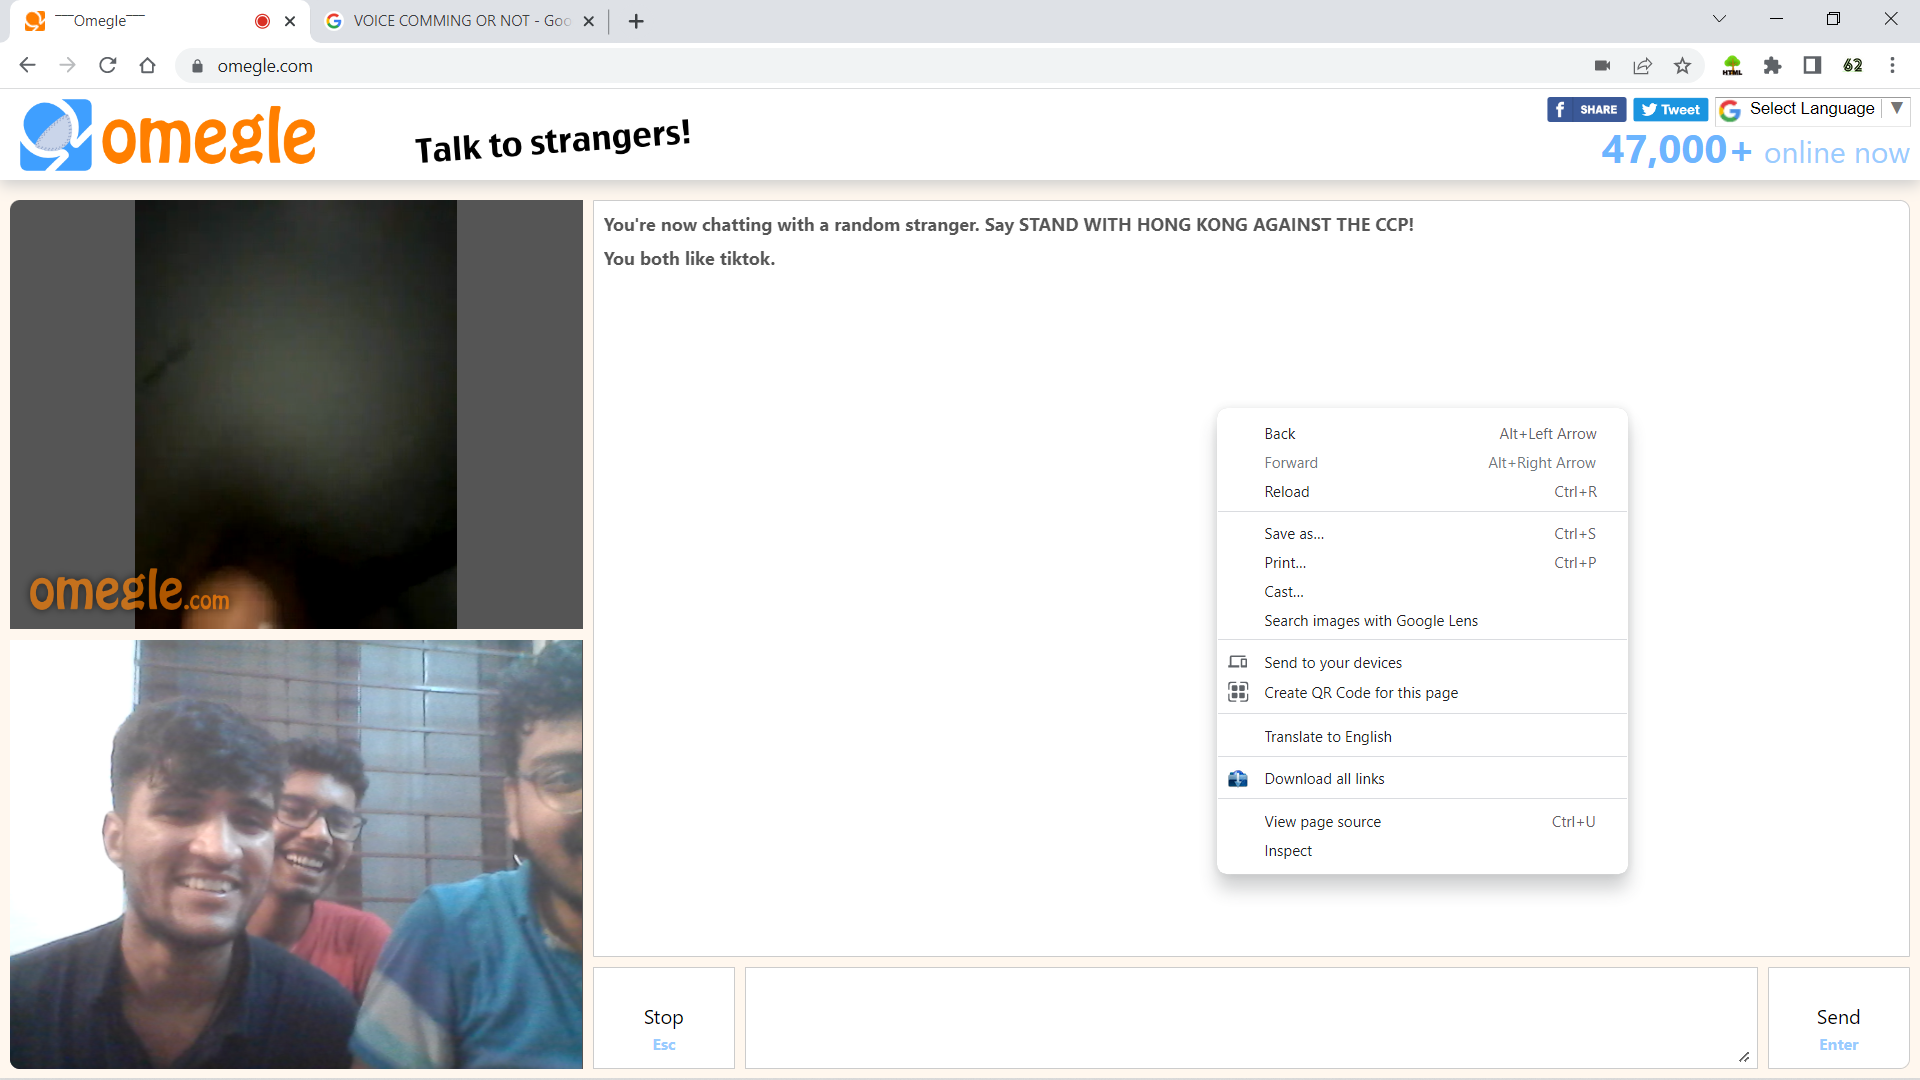 ‾‾Omegle‾‾
VOICE COMMING OR NOT - Goo
omegle.com
62
omegle
Talk to strangers!
SHARE
Tweet
Select Language
47,000+ online now
You're now chatting with a random stranger. Say STAND WITH HONG KONG AGAINST THE CCP!
You both like tiktok.
omegle.com
Back Alt+Left Arrow
Forward Alt+Right Arrow
Reload Ctrl+R
Save as... Ctrl+S
Print... Ctrl+P
Cast...
Search images with Google Lens
Send to your devices
Create QR Code for this page
Translate to English
Download all links
View page source Ctrl+U
Inspect
Stop
Esc
Send
Enter
HTML